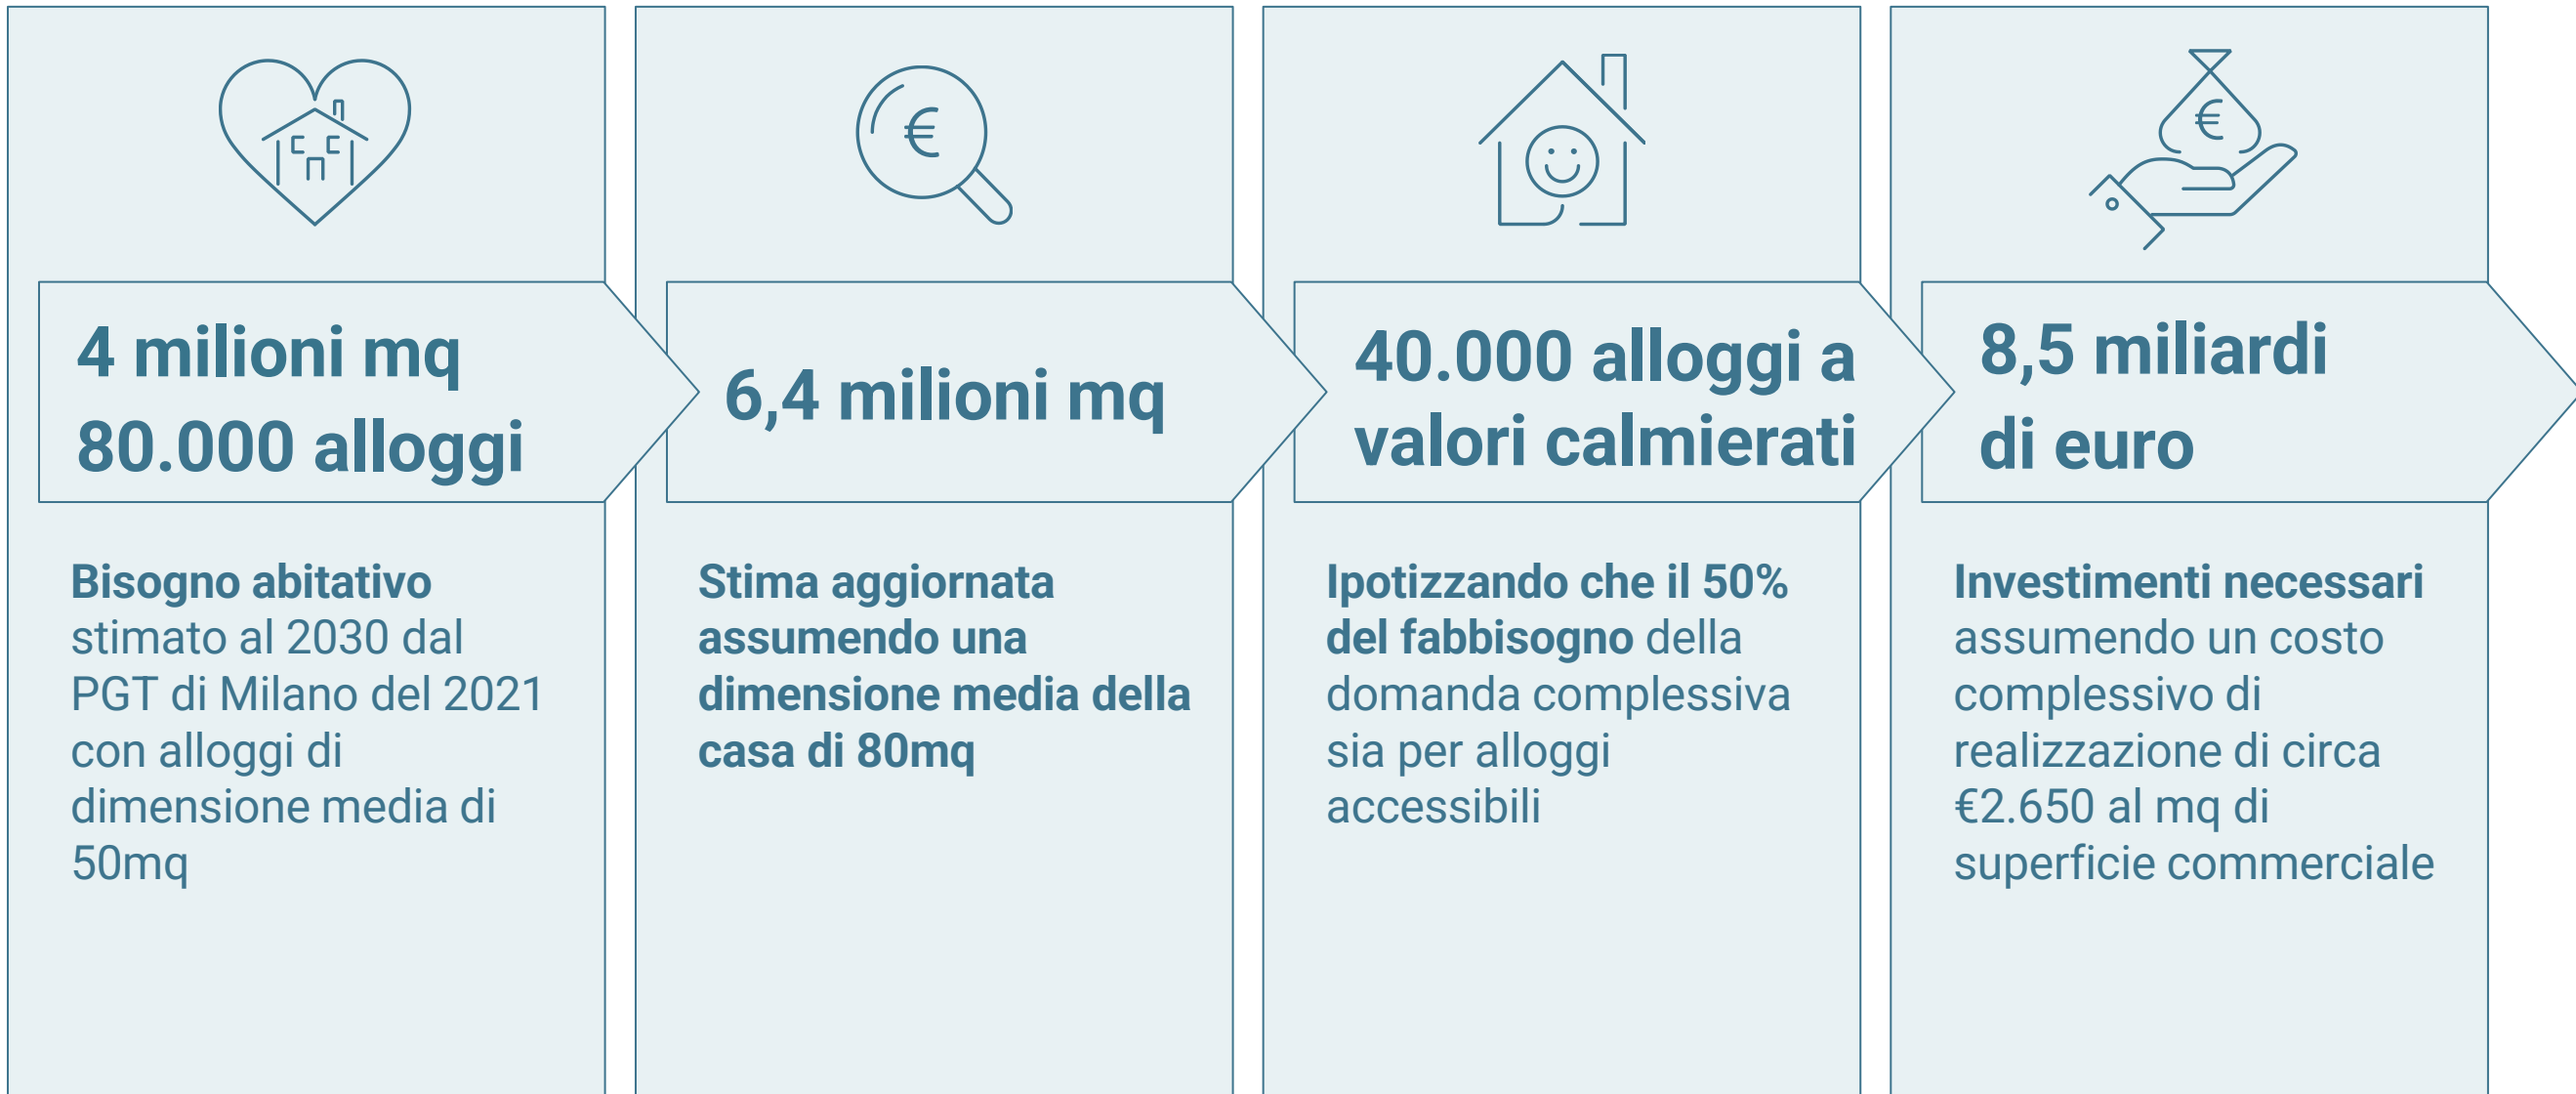 €
€
4 milioni mq
80.000 alloggi
6,4 milioni mq
40.000 alloggi a
valori calmierati
8,5 miliardi
di euro
Bisogno abitativo
stimato al 2030 dal
PGT di Milano del 2021
con alloggi di
dimensione media di
50mq
Stima aggiornata
assumendo una
dimensione media della
casa di 80mq
Ipotizzando che il 50%
del fabbisogno della
domanda complessiva
sia per alloggi
accessibili
Investimenti necessari
assumendo un costo
complessivo di
realizzazione di circa
€2.650 al mq di
superficie commerciale